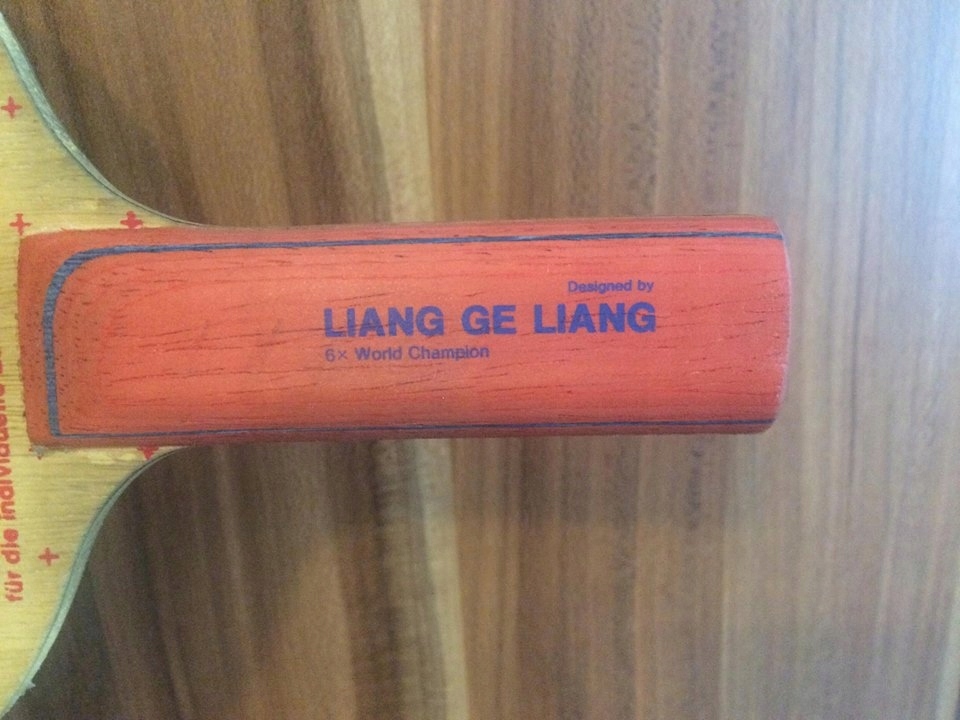 Designed by
LIANG GE LIANG
6× World Champion
für die individuelle